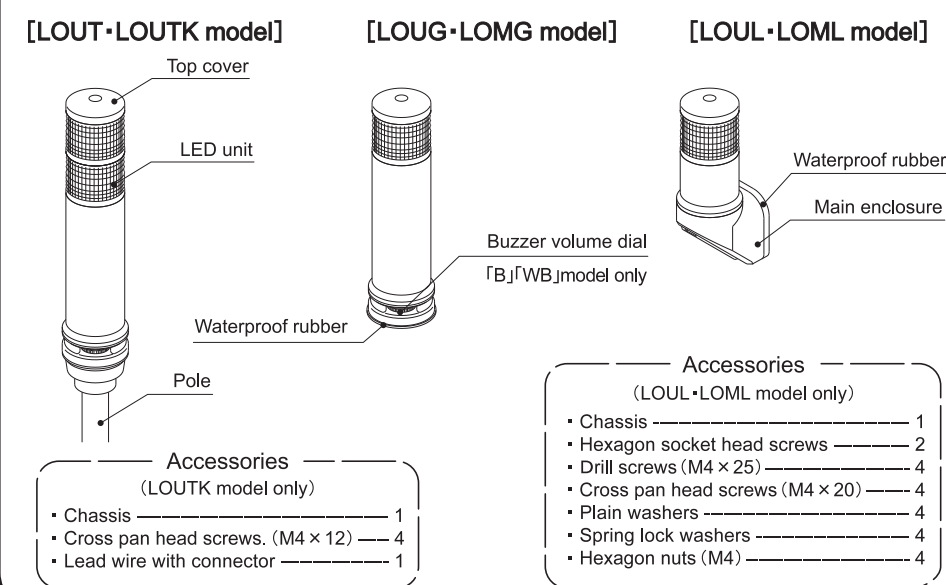 [LOUT・LOUTK model]
Top cover
LED unit
Pole
[LOUG・LOMG model]
Buzzer volume dial
「B」「WB」model only
Waterproof rubber
[LOUL・LOML model]
Waterproof rubber
Main enclosure
Accessories
(LOUTK model only)
・Chassis 1
・Cross pan head screws. (M4×12) 4
・Lead wire with connector 1
Accessories
(LOUL・LOML model only)
・Chassis 1
・Hexagon socket head screws 2
・Drill screws (M4×25) 4
・Cross pan head screws (M4×20) 4
・Plain washers 4
・Spring lock washers 4
・Hexagon nuts (M4) 4